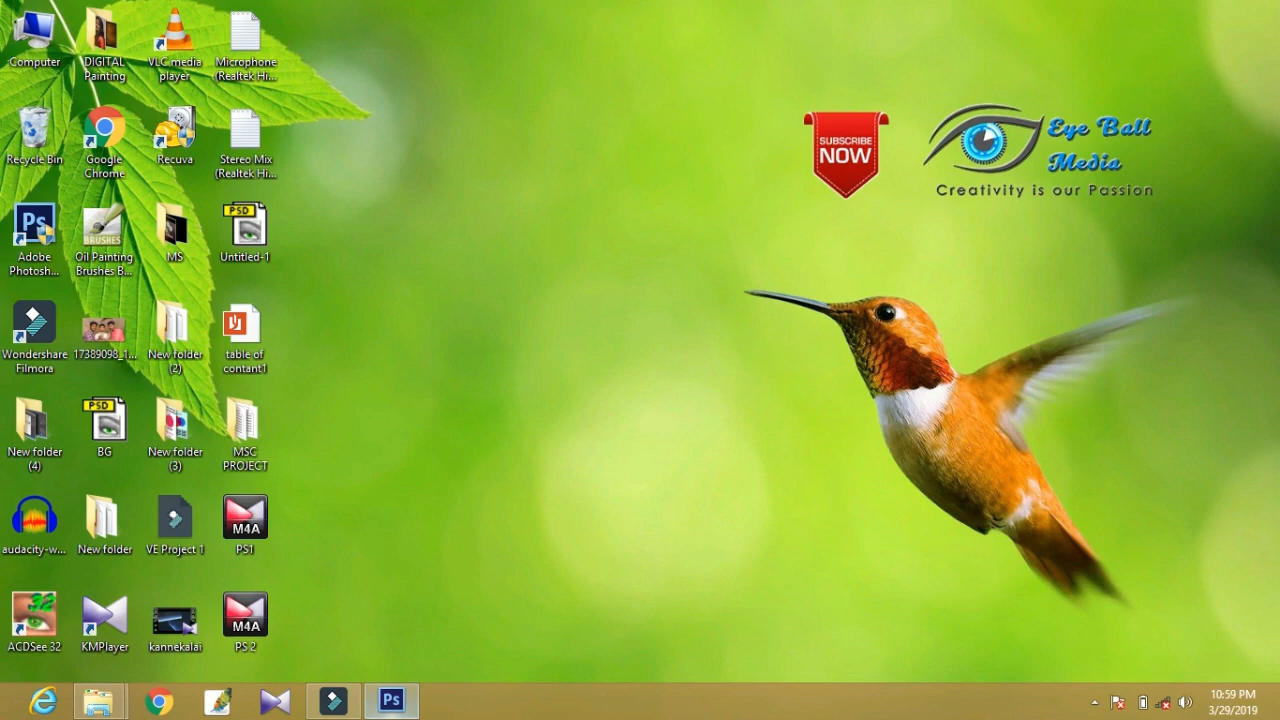 Computer
DIGITAL
Painting
VLC media
player
Microphone
(Realtek Hi...
Recycle Bin
Google
Chrome
Recuva
Stereo Mix
(Realtek Hi...
SUBSCRIBE
NOW
Eye Ball
Media
Creativity is our Passion
Ps
Adobe
Photosh...
BRUSHES
Oil Painting
Brushes B...
MS
PSD
Untitled-1
Wondershare
Filmora
17389098_1...
New folder
(2)
table of
contant1
New folder
(4)
PSD
BG
New folder
(3)
MSC
PROJECT
audacity-w...
New folder
VE Project 1
M4A
PS1
32
ACDSee 32
KMPlayer
kannekalai
M4A
PS 2
Ps
10:59 PM
3/29/2019